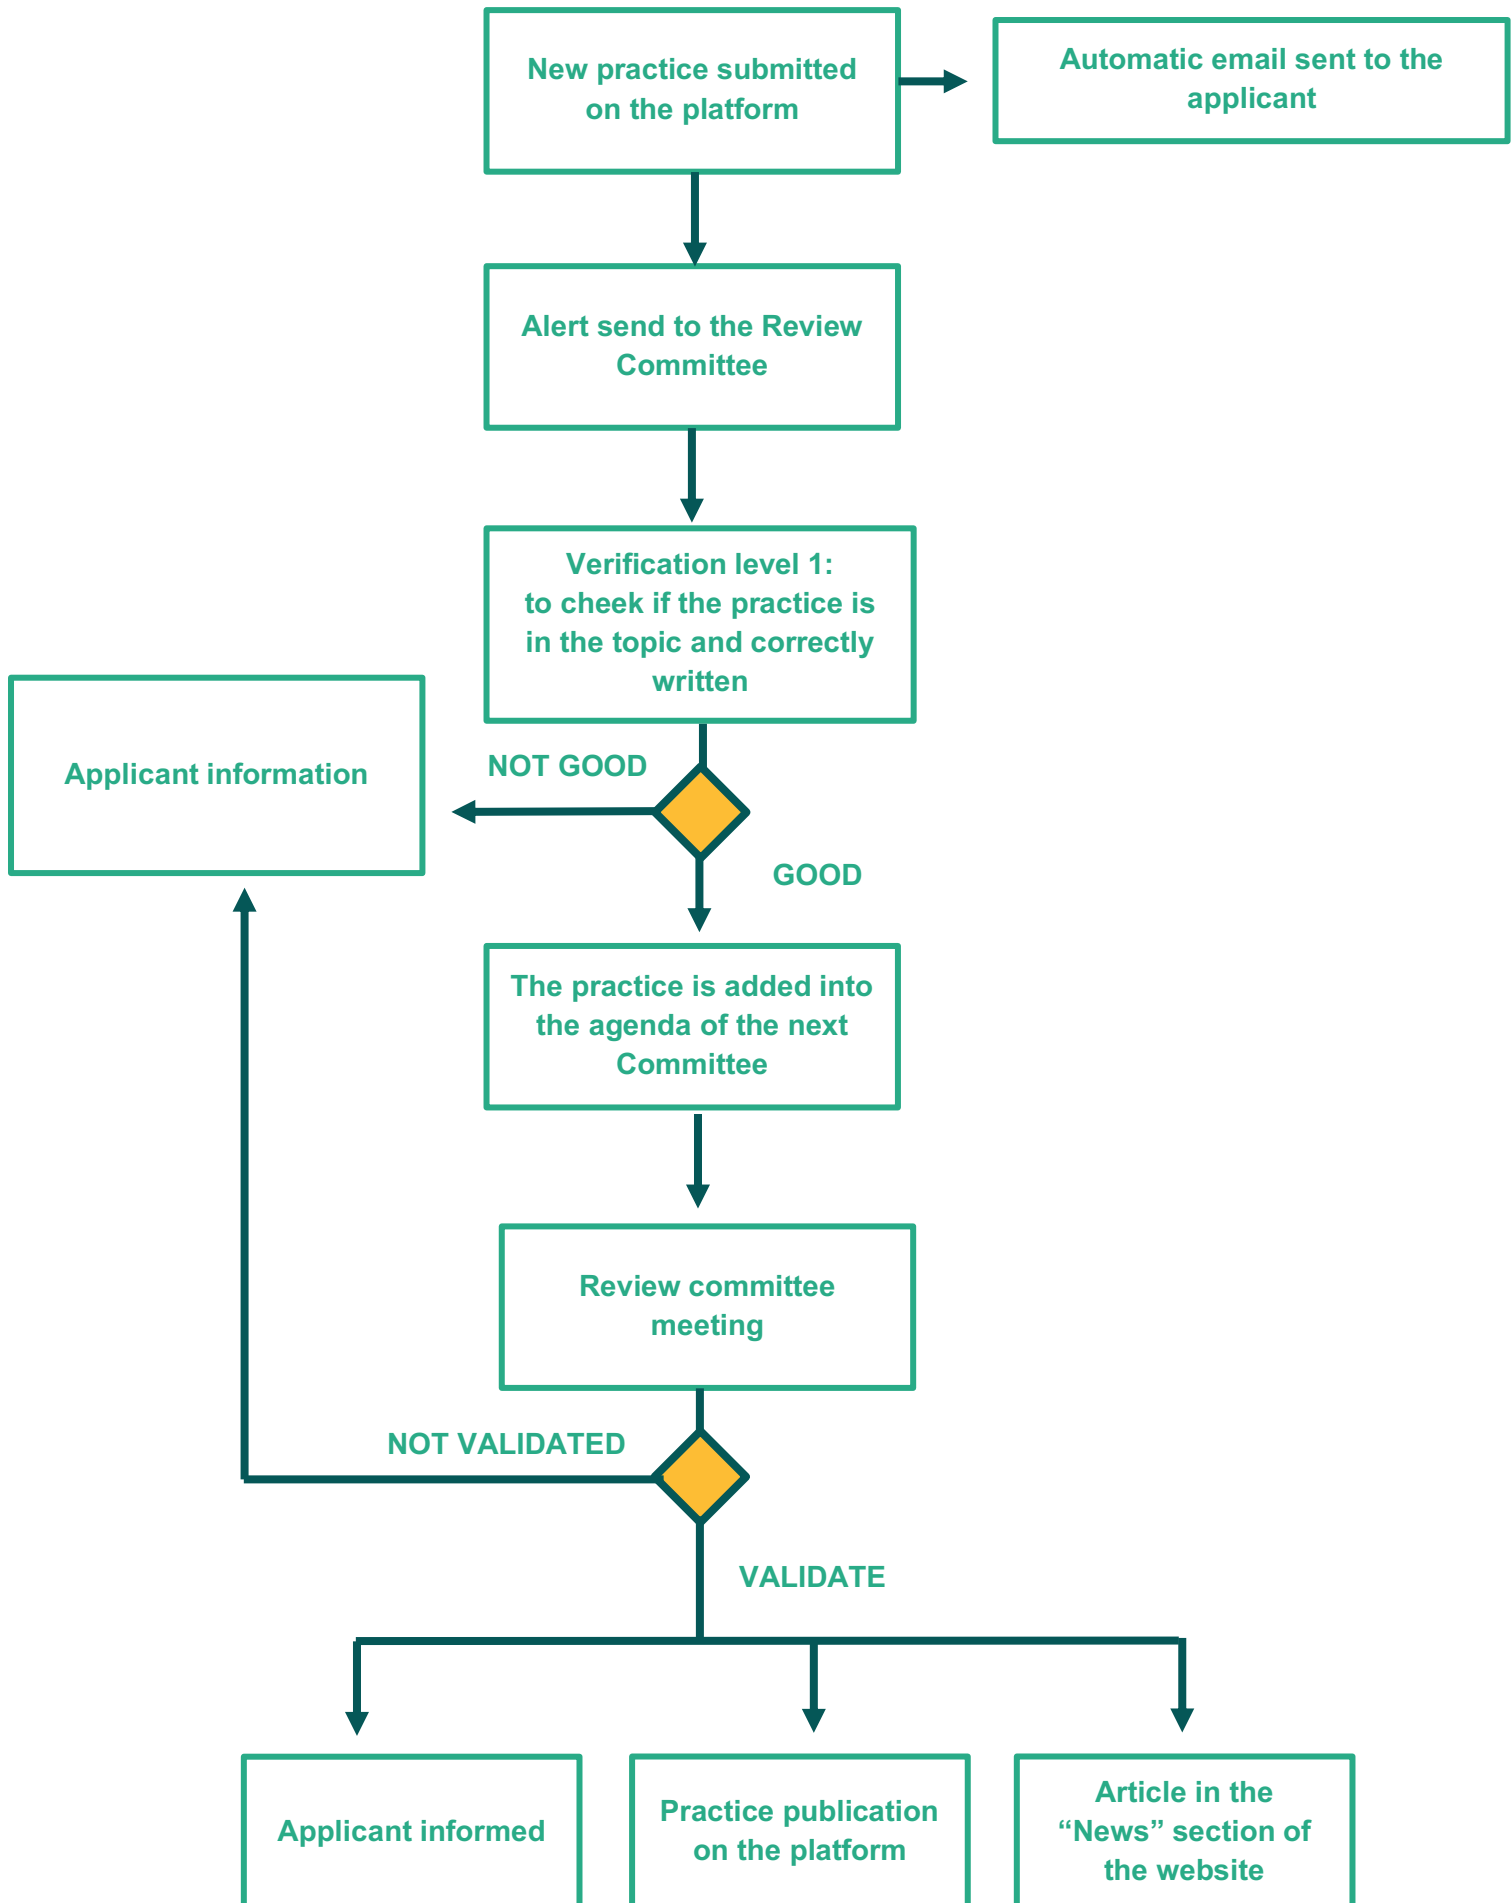 New practice submitted
on the platform
Automatic email sent to the
applicant
Alert send to the Review
Committee
Verification level 1:
to cheek if the practice is
in the topic and correctly
written
Applicant information
NOT GOOD
GOOD
The practice is added into
the agenda of the next
Committee
Review committee
meeting
NOT VALIDATED
VALIDATE
Applicant informed
Practice publication
on the platform
Article in the
“News” section of
the website